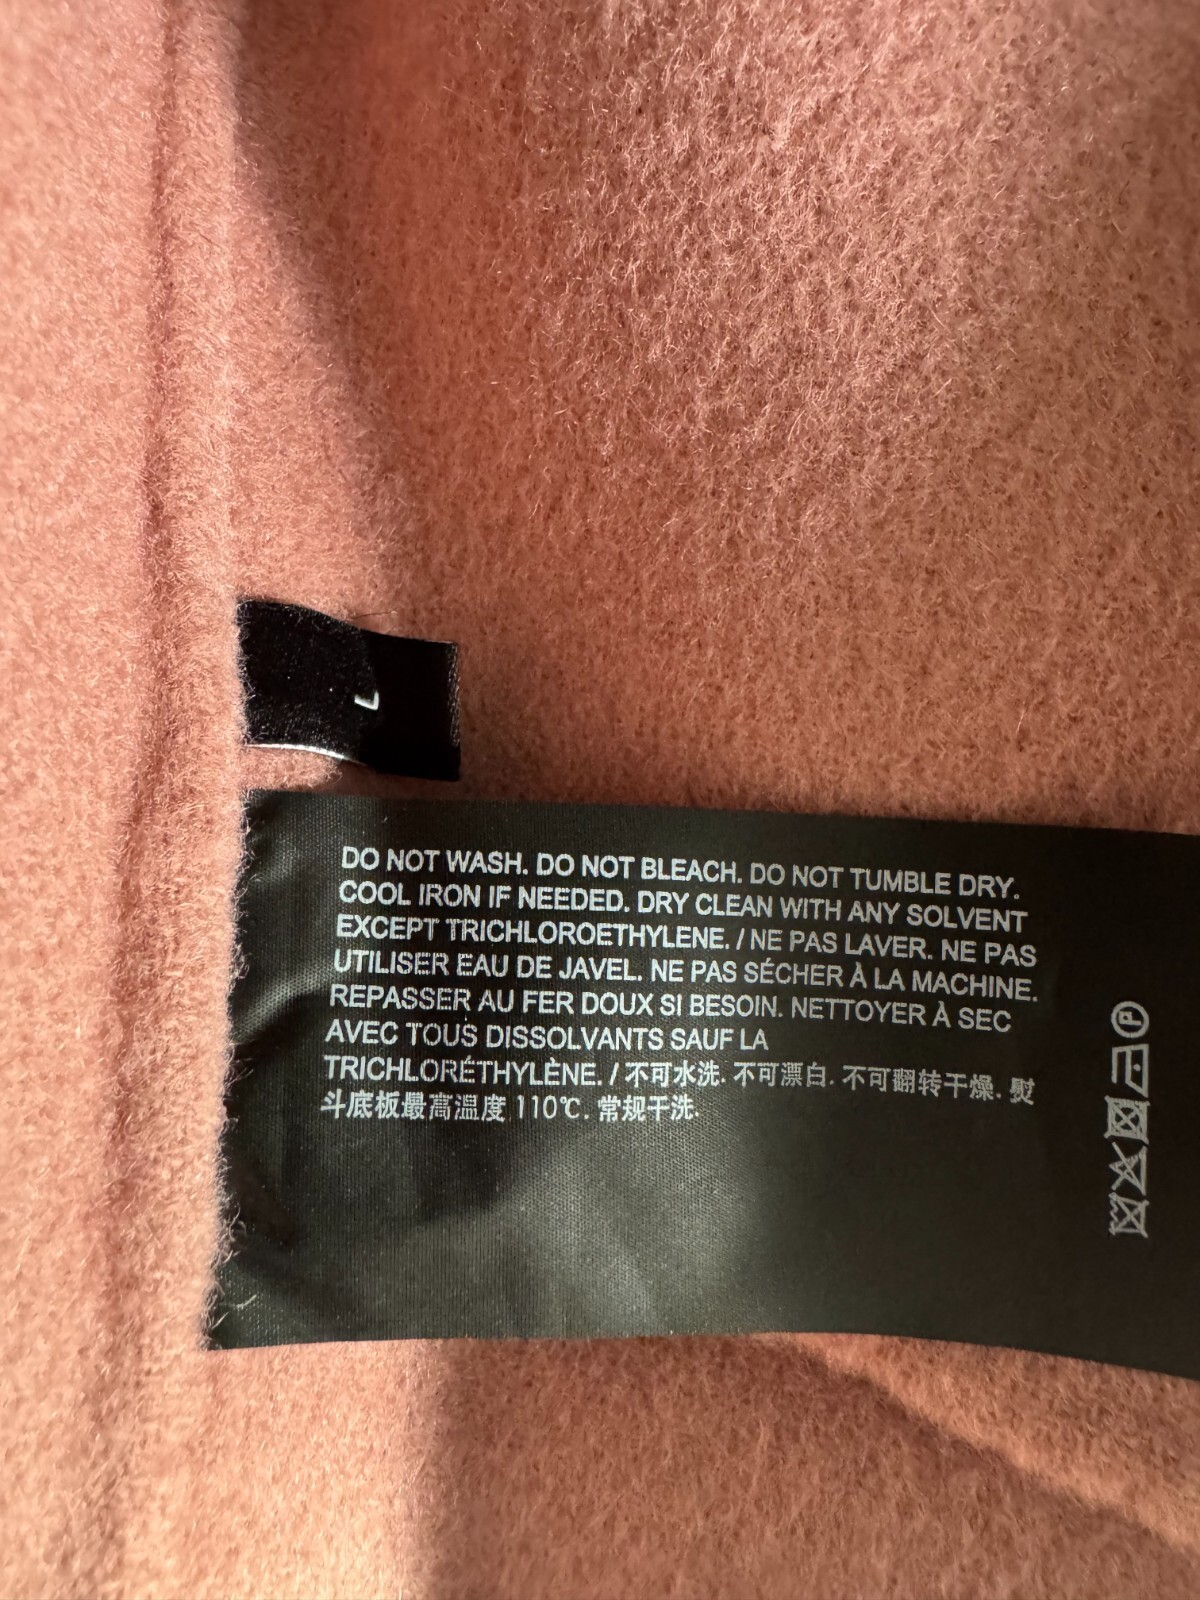 L
DO NOT WASH. DO NOT BLEACH. DO NOT TUMBLE DRY.
COOL IRON IF NEEDED. DRY CLEAN WITH ANY SOLVENT
EXCEPT TRICHLOROETHYLENE. / NE PAS LAVER. NE PAS
UTILISER EAU DE JAVEL. NE PAS SÉCHER À LA MACHINE.
REPASSER AU FER DOUX SI BESOIN. NETTOYER À SEC
AVEC TOUS DISSOLVANTS SAUF LA
TRICHLORÉTHYLÈNE. / 不可水洗. 不可漂白. 不可翻转干燥. 熨
斗底板最高温度 110℃. 常规干洗.
P